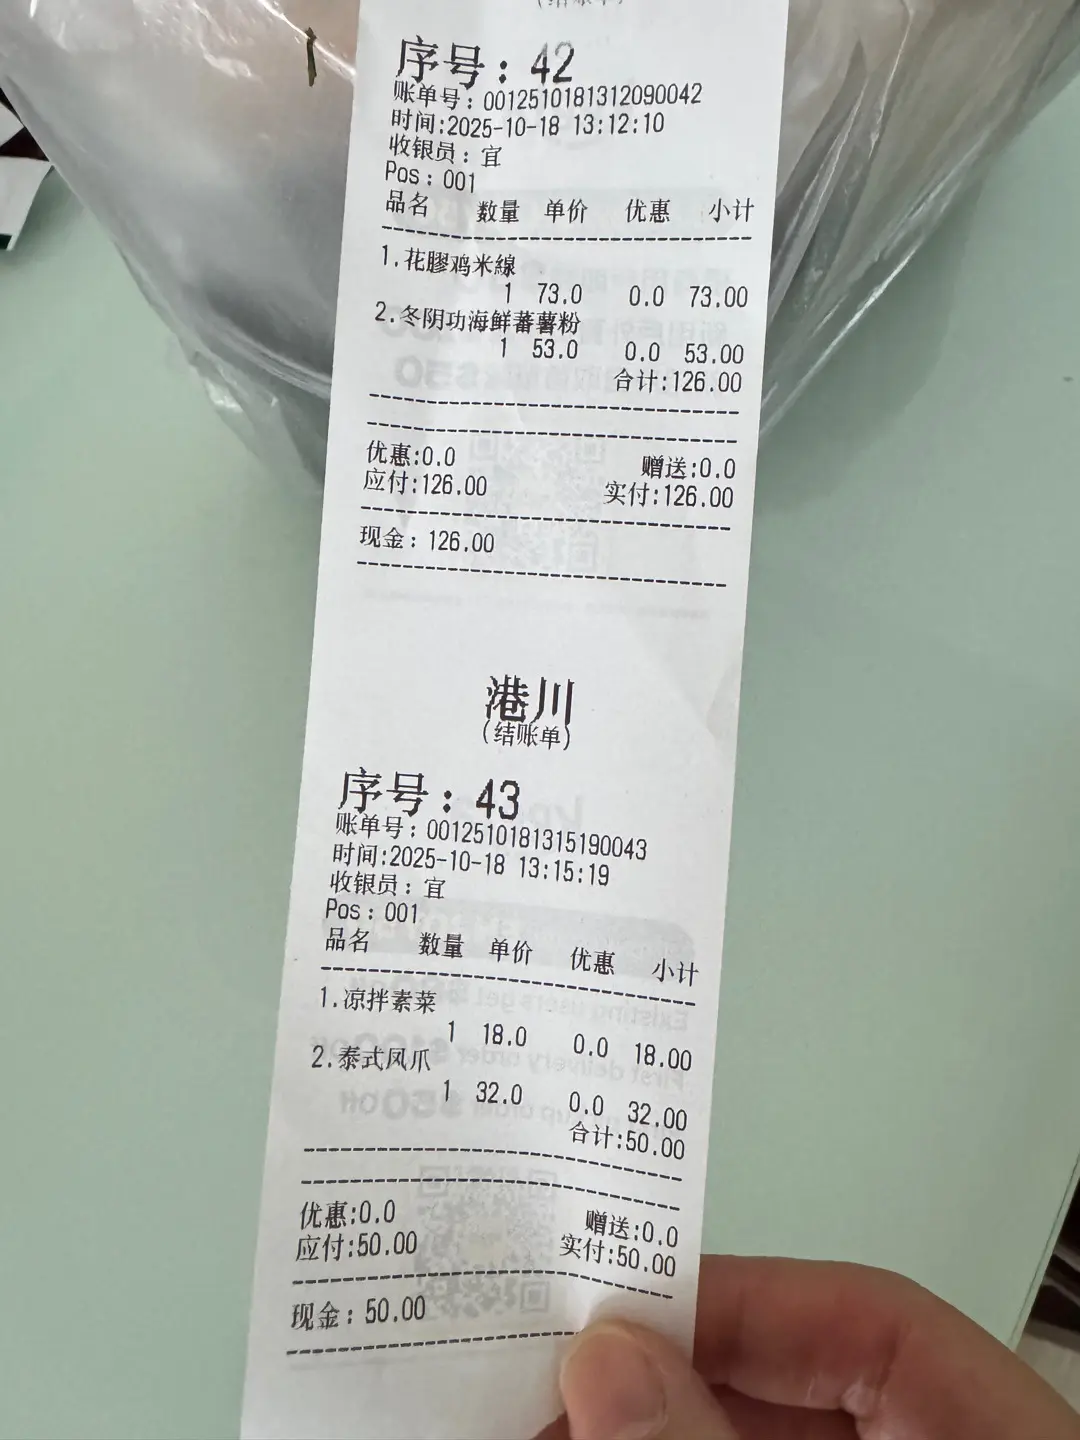 (结账单)
序号：42
账单号：0012510181312090042
时间:2025-10-18 13:12:10
收银员：宜
Pos：001
品名 数量 单价 优惠 小计
1.花膠鸡米線
1 73.0 0.0 73.00
2.冬阴功海鲜蕃薯粉
1 53.0 0.0 53.00
合计:126.00
优惠:0.0 赠送:0.0
应付:126.00 实付:126.00
现金：126.00
港川
(结账单)
序号：43
账单号：0012510181315190043
时间:2025-10-18 13:15:19
收银员：宜
Pos：001
品名 数量 单价 优惠 小计
1.凉拌素菜
1 18.0 0.0 18.00
2.泰式凤爪
1 32.0 0.0 32.00
合计:50.00
优惠:0.0 赠送:0.0
应付:50.00 实付:50.00
现金：50.00